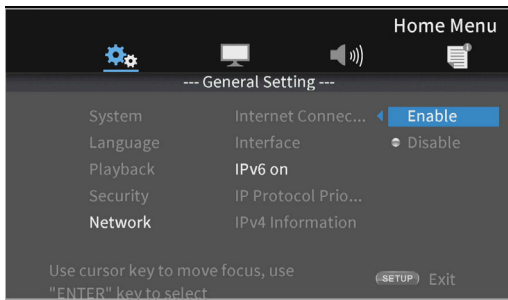 Home Menu
--- General Setting ---
System Internet Connec... Enable
Language Interface Disable
Playback IPv6 on
Security IP Protocol Prio...
Network IPv4 Information
Use cursor key to move focus, use
"ENTER" key to select
SETUP Exit